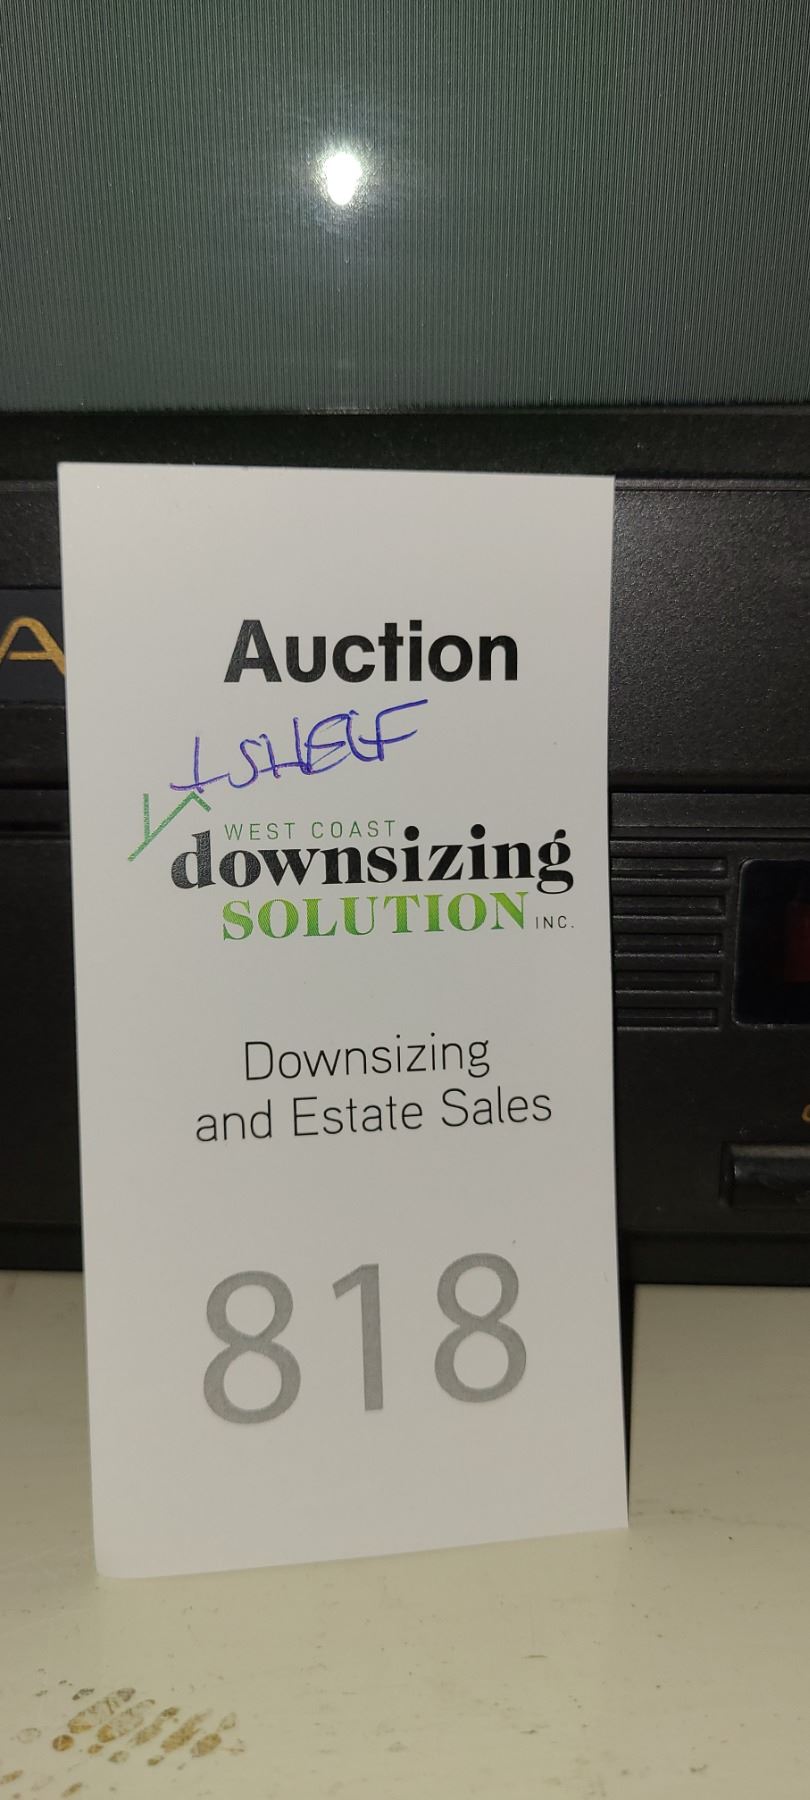 Auction
+ SHELF
WEST COAST
downsizing
SOLUTION INC.
Downsizing
and Estate Sales
818